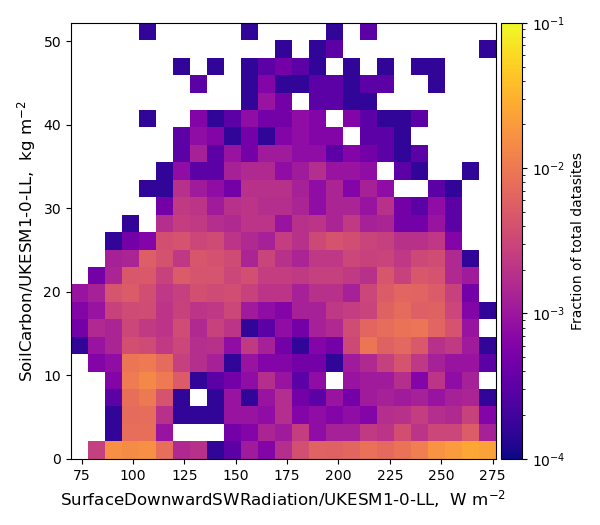 50
40
30
20
10
0
SoilCarbon/UKESM1-0-LL, kg m⁻²
75 100 125 150 175 200 225 250 275
SurfaceDownwardSWRadiation/UKESM1-0-LL, W m⁻²
10⁻¹
10⁻²
10⁻³
10⁻⁴
Fraction of total datasites